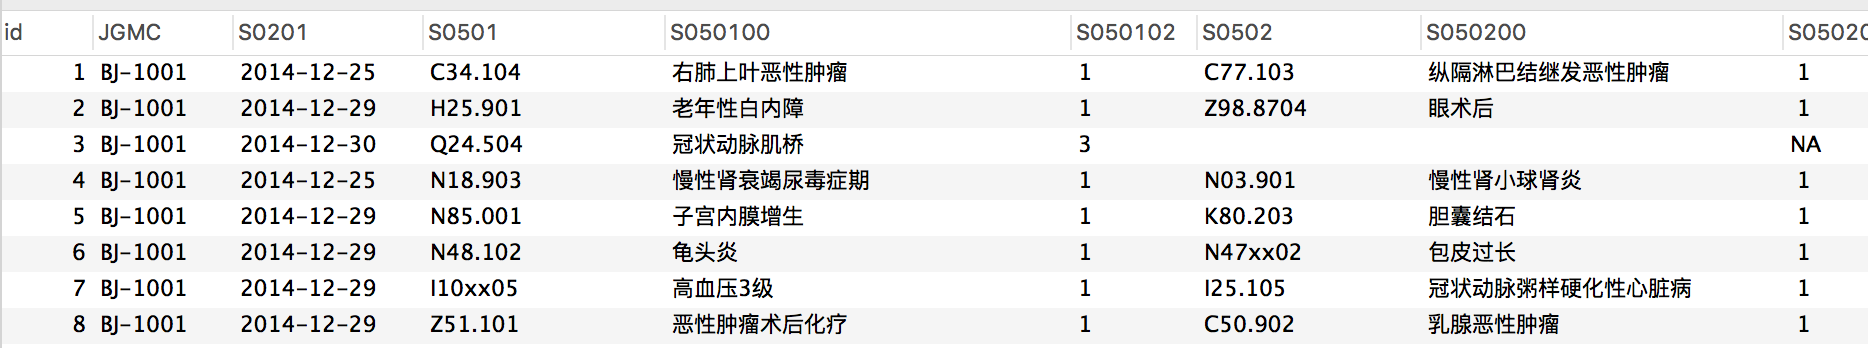 id JGMC S0201 S0501 S050100 S050102 S0502 S050200 S05020
1 BJ-1001 2014-12-25 C34.104 右肺上叶恶性肿瘤 1 C77.103 纵隔淋巴结继发恶性肿瘤 1
2 BJ-1001 2014-12-29 H25.901 老年性白内障 1 Z98.8704 眼术后 1
3 BJ-1001 2014-12-30 Q24.504 冠状动脉肌桥 3 NA
4 BJ-1001 2014-12-25 N18.903 慢性肾衰竭尿毒症期 1 N03.901 慢性肾小球肾炎 1
5 BJ-1001 2014-12-29 N85.001 子宫内膜增生 1 K80.203 胆囊结石 1
6 BJ-1001 2014-12-29 N48.102 龟头炎 1 N47xx02 包皮过长 1
7 BJ-1001 2014-12-29 I10xx05 高血压3级 1 I25.105 冠状动脉粥样硬化性心脏病 1
8 BJ-1001 2014-12-29 Z51.101 恶性肿瘤术后化疗 1 C50.902 乳腺恶性肿瘤 1